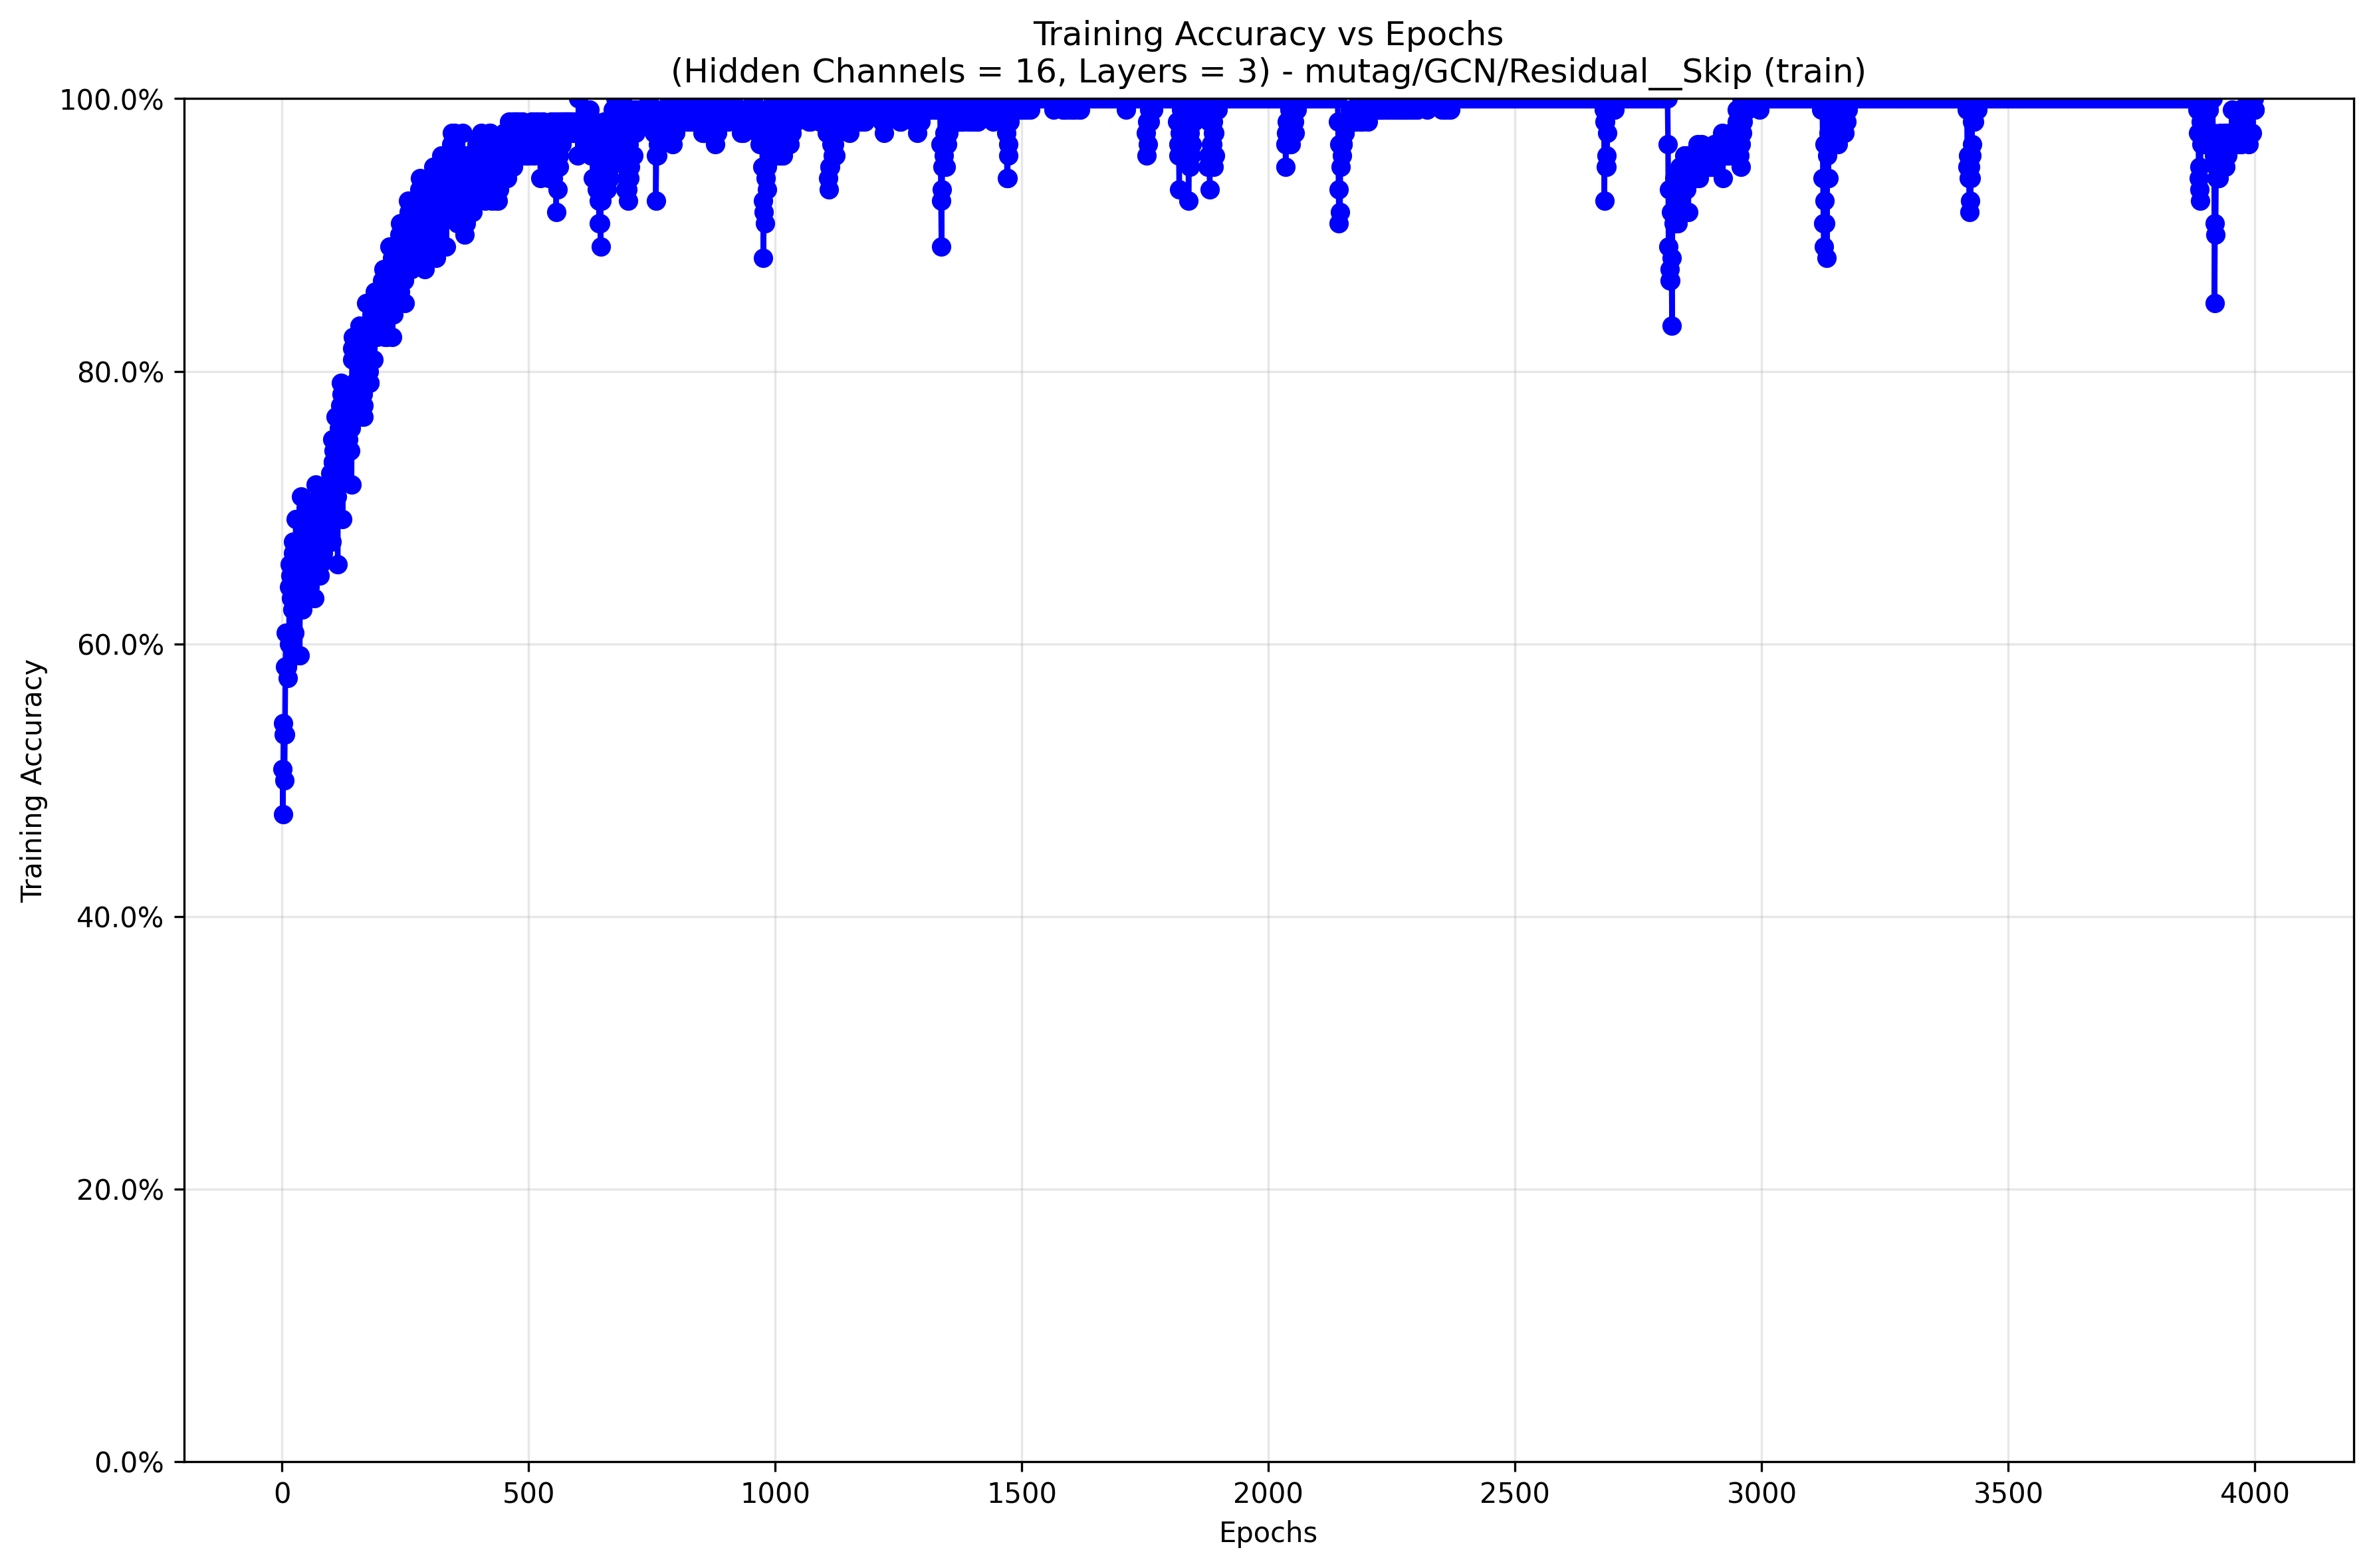 Training Accuracy vs Epochs
(Hidden Channels = 16, Layers = 3) - mutag/GCN/Residual__Skip (train)
100.0%
80.0%
60.0%
40.0%
20.0%
0.0%
Training Accuracy
0 500 1000 1500 2000 2500 3000 3500 4000
Epochs